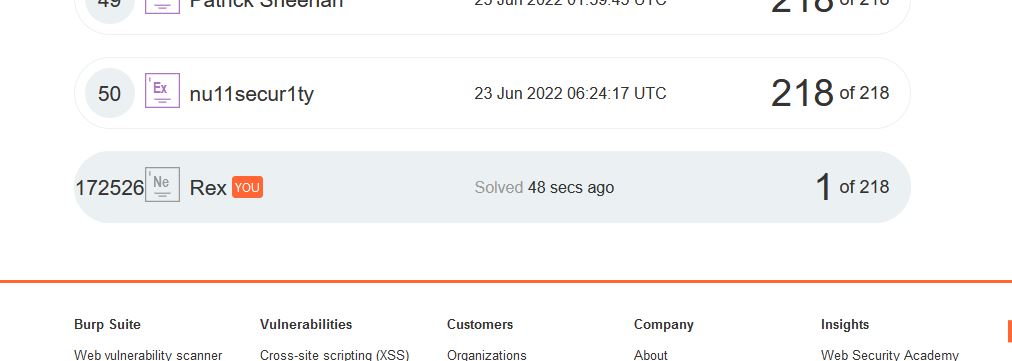 49 Patrick Sheehan 23 Jun 2022 01:59:45 UTC 218 of 218
50 Ex nu11secur1ty 23 Jun 2022 06:24:17 UTC 218 of 218
172526 Ne Rex YOU Solved 48 secs ago 1 of 218
Burp Suite Vulnerabilities Customers Company Insights
Web vulnerability scanner Cross-site scripting (XSS) Organizations About Web Security Academy